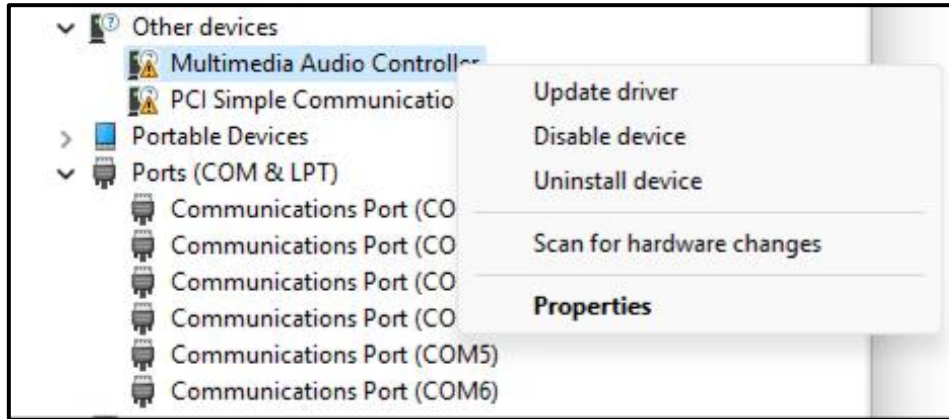 Other devices
Multimedia Audio Controller
PCI Simple Communicatio
Portable Devices
Ports (COM & LPT)
Communications Port (CO
Communications Port (CO
Communications Port (CO
Communications Port (CO
Communications Port (COM5)
Communications Port (COM6)
Update driver
Disable device
Uninstall device
Scan for hardware changes
Properties